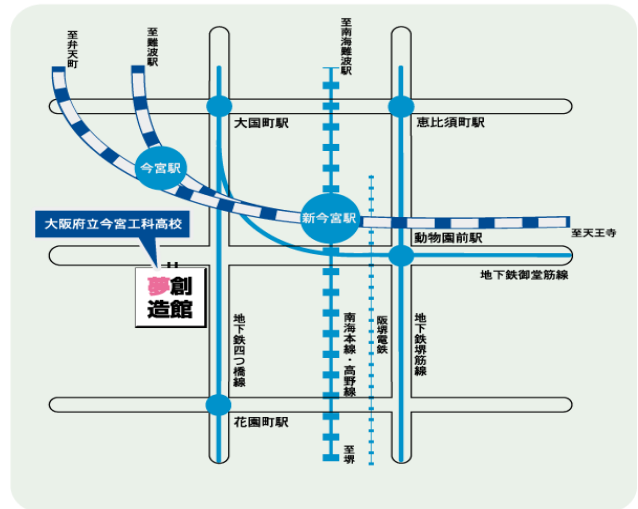 至弁天町
至難波駅
至南海難波駅
大国町駅
恵比須町駅
今宮駅
新今宮駅
大阪府立今宮工科高校
動物園前駅
至天王寺
地下鉄御堂筋線
夢創
造館
地下鉄四つ橋線
南海本線・高野線
阪堺電鉄
地下鉄堺筋線
花園町駅
至堺